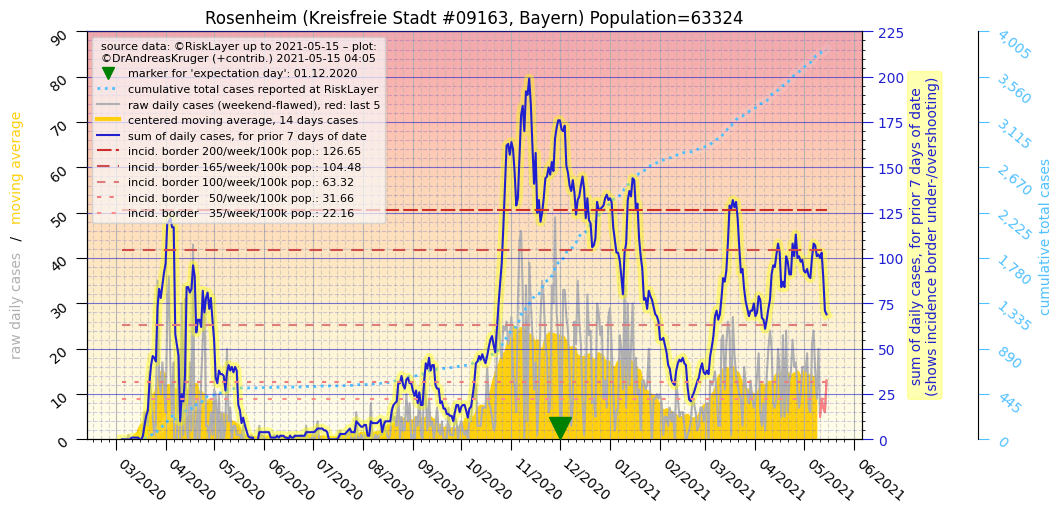 Rosenheim (Kreisfreie Stadt #09163, Bayern) Population=63324
source data: ©RiskLayer up to 2021-05-15 – plot:
©DrAndreasKruger (+contrib.) 2021-05-15 04:05
marker for 'expectation day': 01.12.2020
cumulative total cases reported at RiskLayer
raw daily cases (weekend-flawed), red: last 5
centered moving average, 14 days cases
sum of daily cases, for prior 7 days of date
incid. border 200/week/100k pop.: 126.65
incid. border 165/week/100k pop.: 104.48
incid. border 100/week/100k pop.: 63.32
incid. border   50/week/100k pop.: 31.66
incid. border   35/week/100k pop.: 22.16
raw daily cases / moving average
90
80
70
60
50
40
30
20
10
0
225
200
175
150
125
100
75
50
25
0
sum of daily cases, for prior 7 days of date
(shows incidence border under-/overshooting)
4,005
3,560
3,115
2,670
2,225
1,780
1,335
890
445
0
cumulative total cases
03/2020
04/2020
05/2020
06/2020
07/2020
08/2020
09/2020
10/2020
11/2020
12/2020
01/2021
02/2021
03/2021
04/2021
05/2021
06/2021